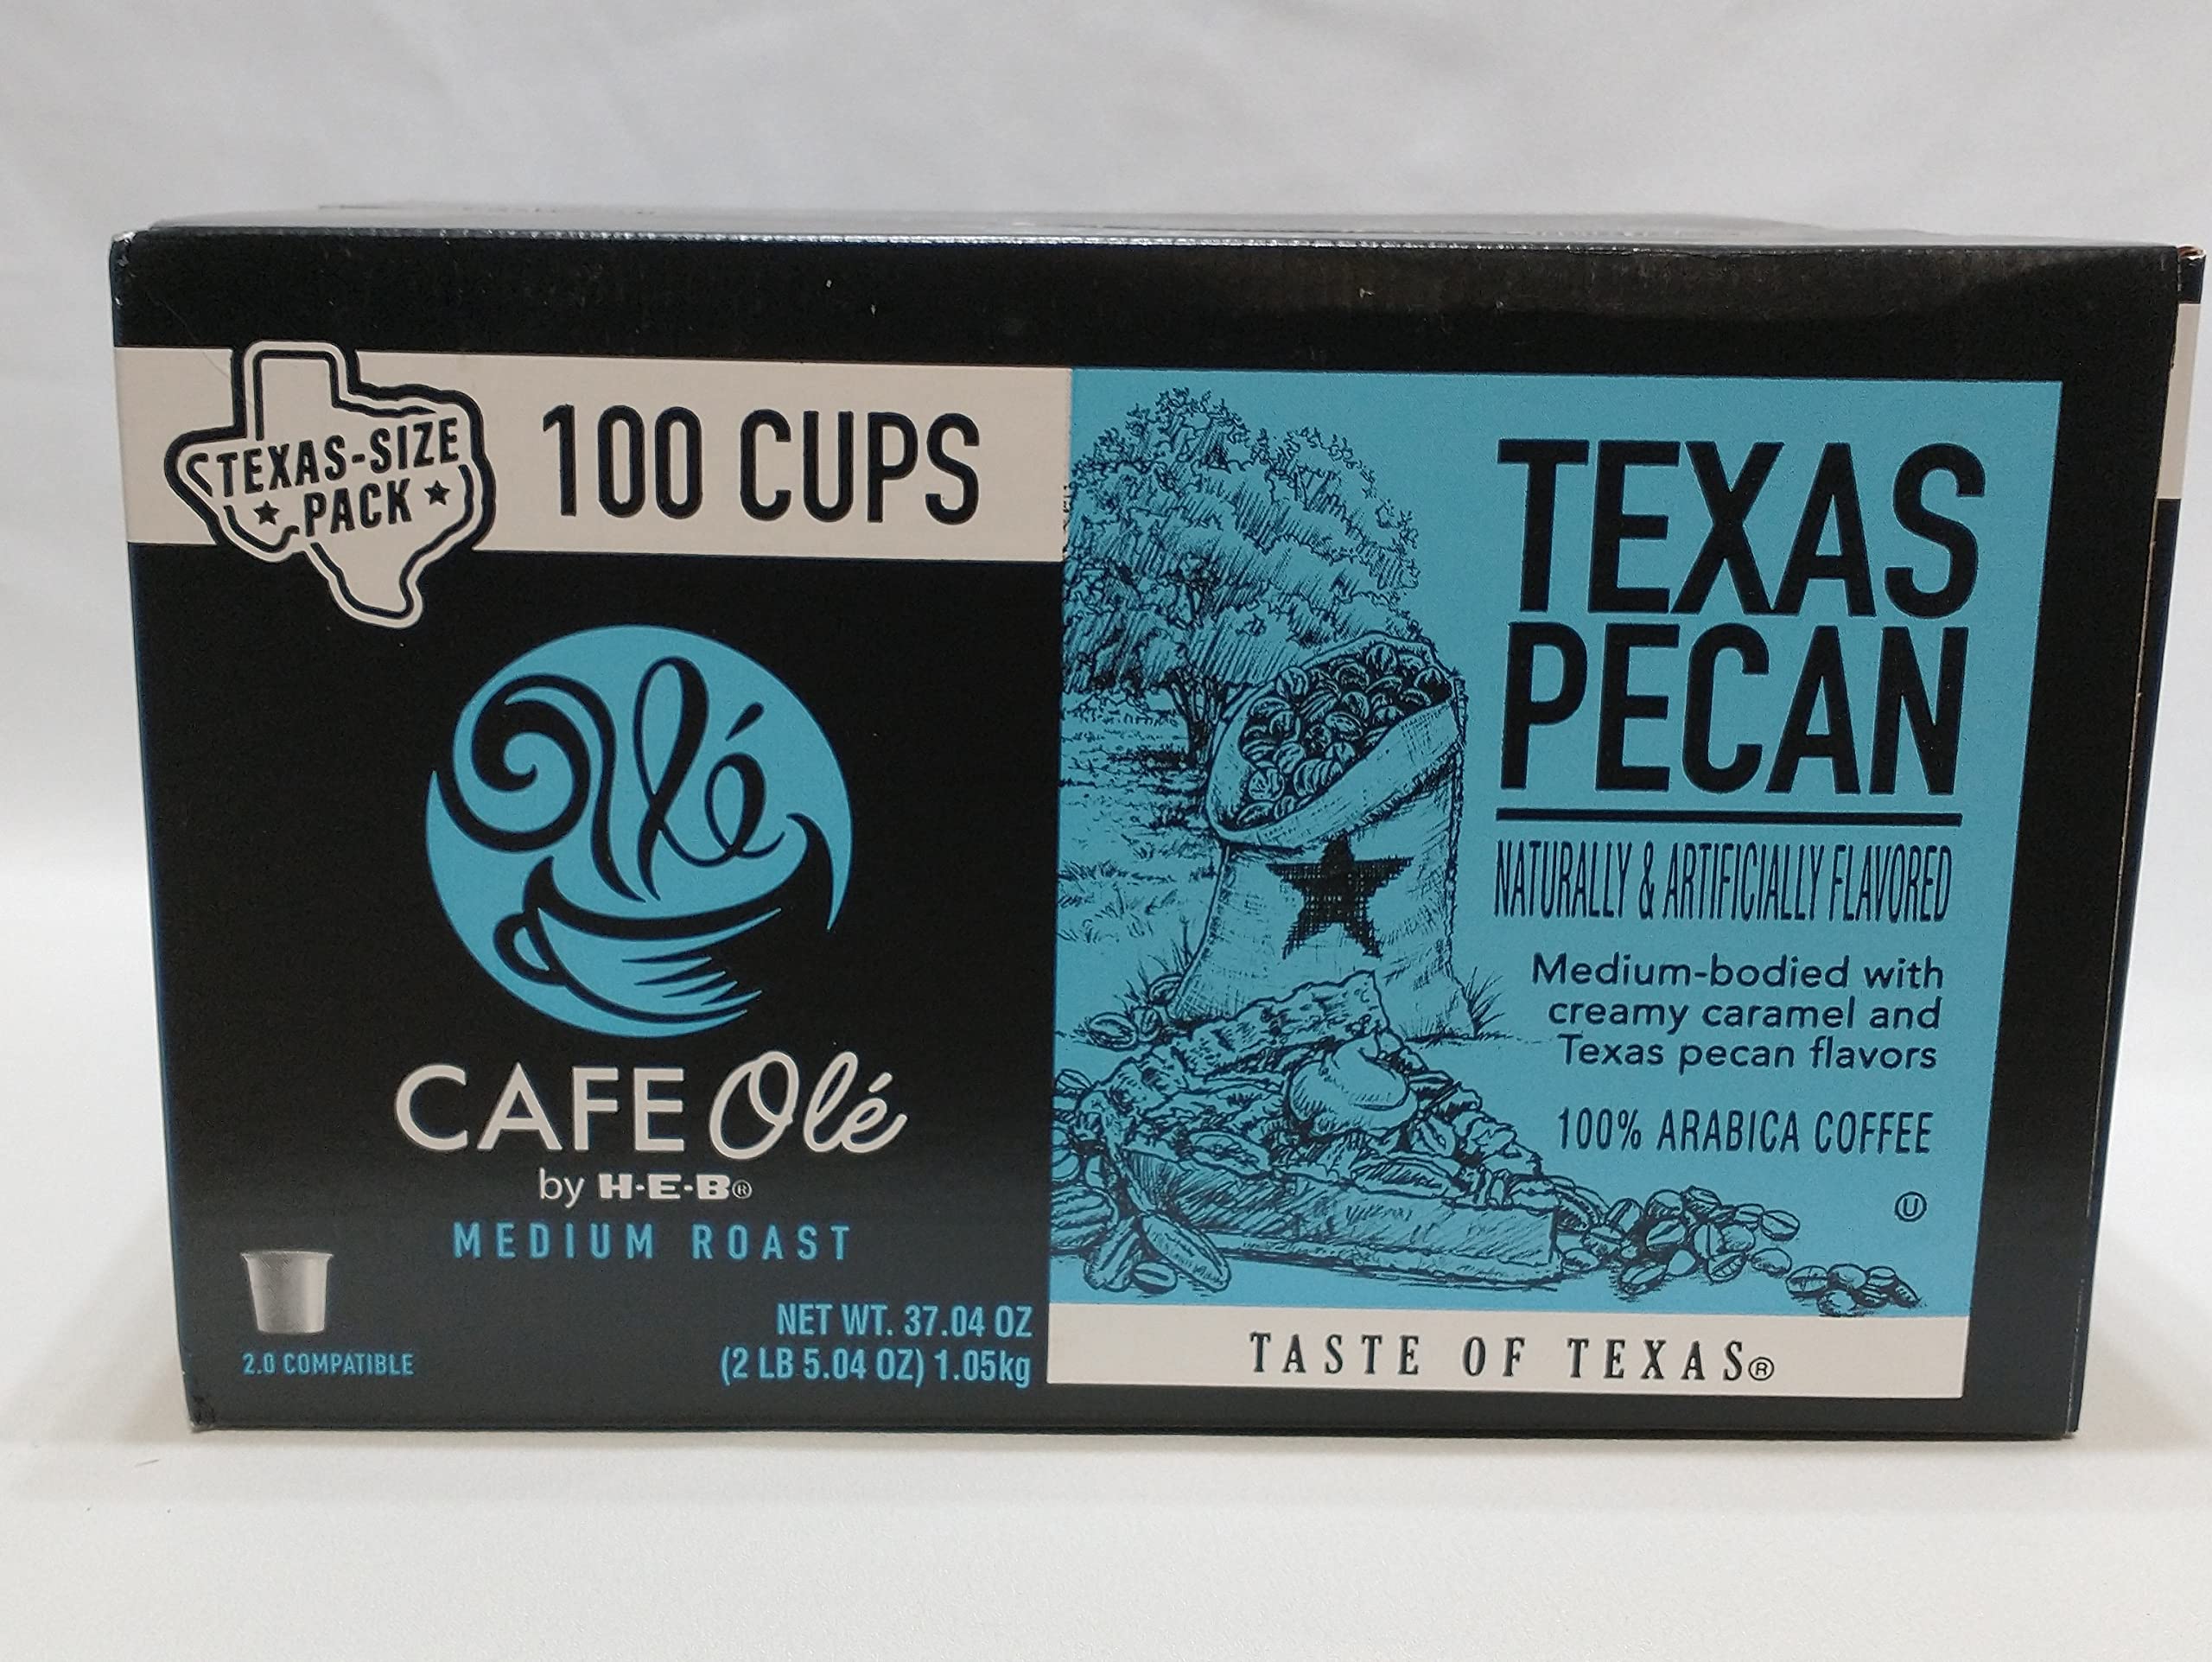 TEXAS-SIZE
PACK
100 CUPS
Olé
CAFE Olé
by H-E-B®
MEDIUM ROAST
2.0 COMPATIBLE
NET WT. 37.04 OZ
(2 LB 5.04 OZ) 1.05kg
TEXAS
PECAN
NATURALLY & ARTIFICIALLY FLAVORED
Medium-bodied with
creamy caramel and
Texas pecan flavors
100% ARABICA COFFEE
U
TASTE OF TEXAS®